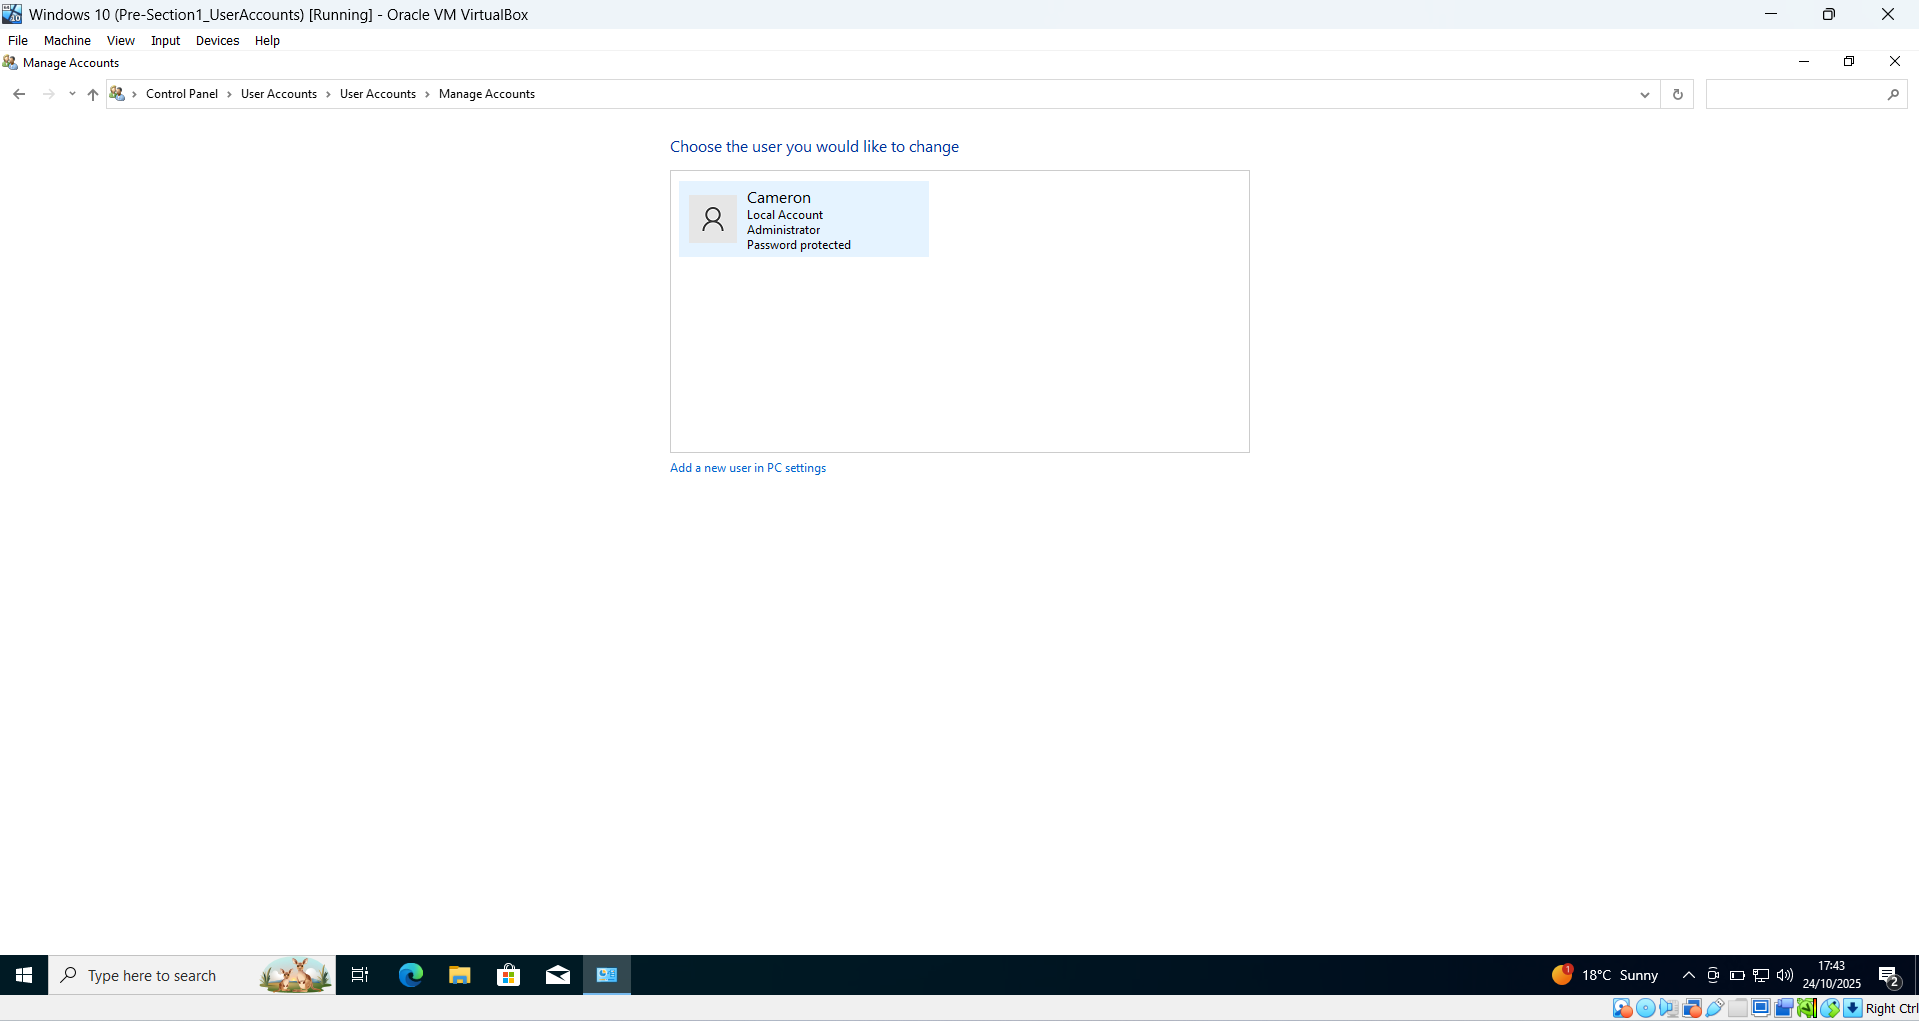 Windows 10 (Pre-Section1_UserAccounts) [Running] - Oracle VM VirtualBox
File Machine View Input Devices Help
Manage Accounts
Control Panel > User Accounts > User Accounts > Manage Accounts
Choose the user you would like to change
Cameron
Local Account
Administrator
Password protected
Add a new user in PC settings
Type here to search
1
18°C Sunny
17:43
24/10/2025
2
Right Ctrl